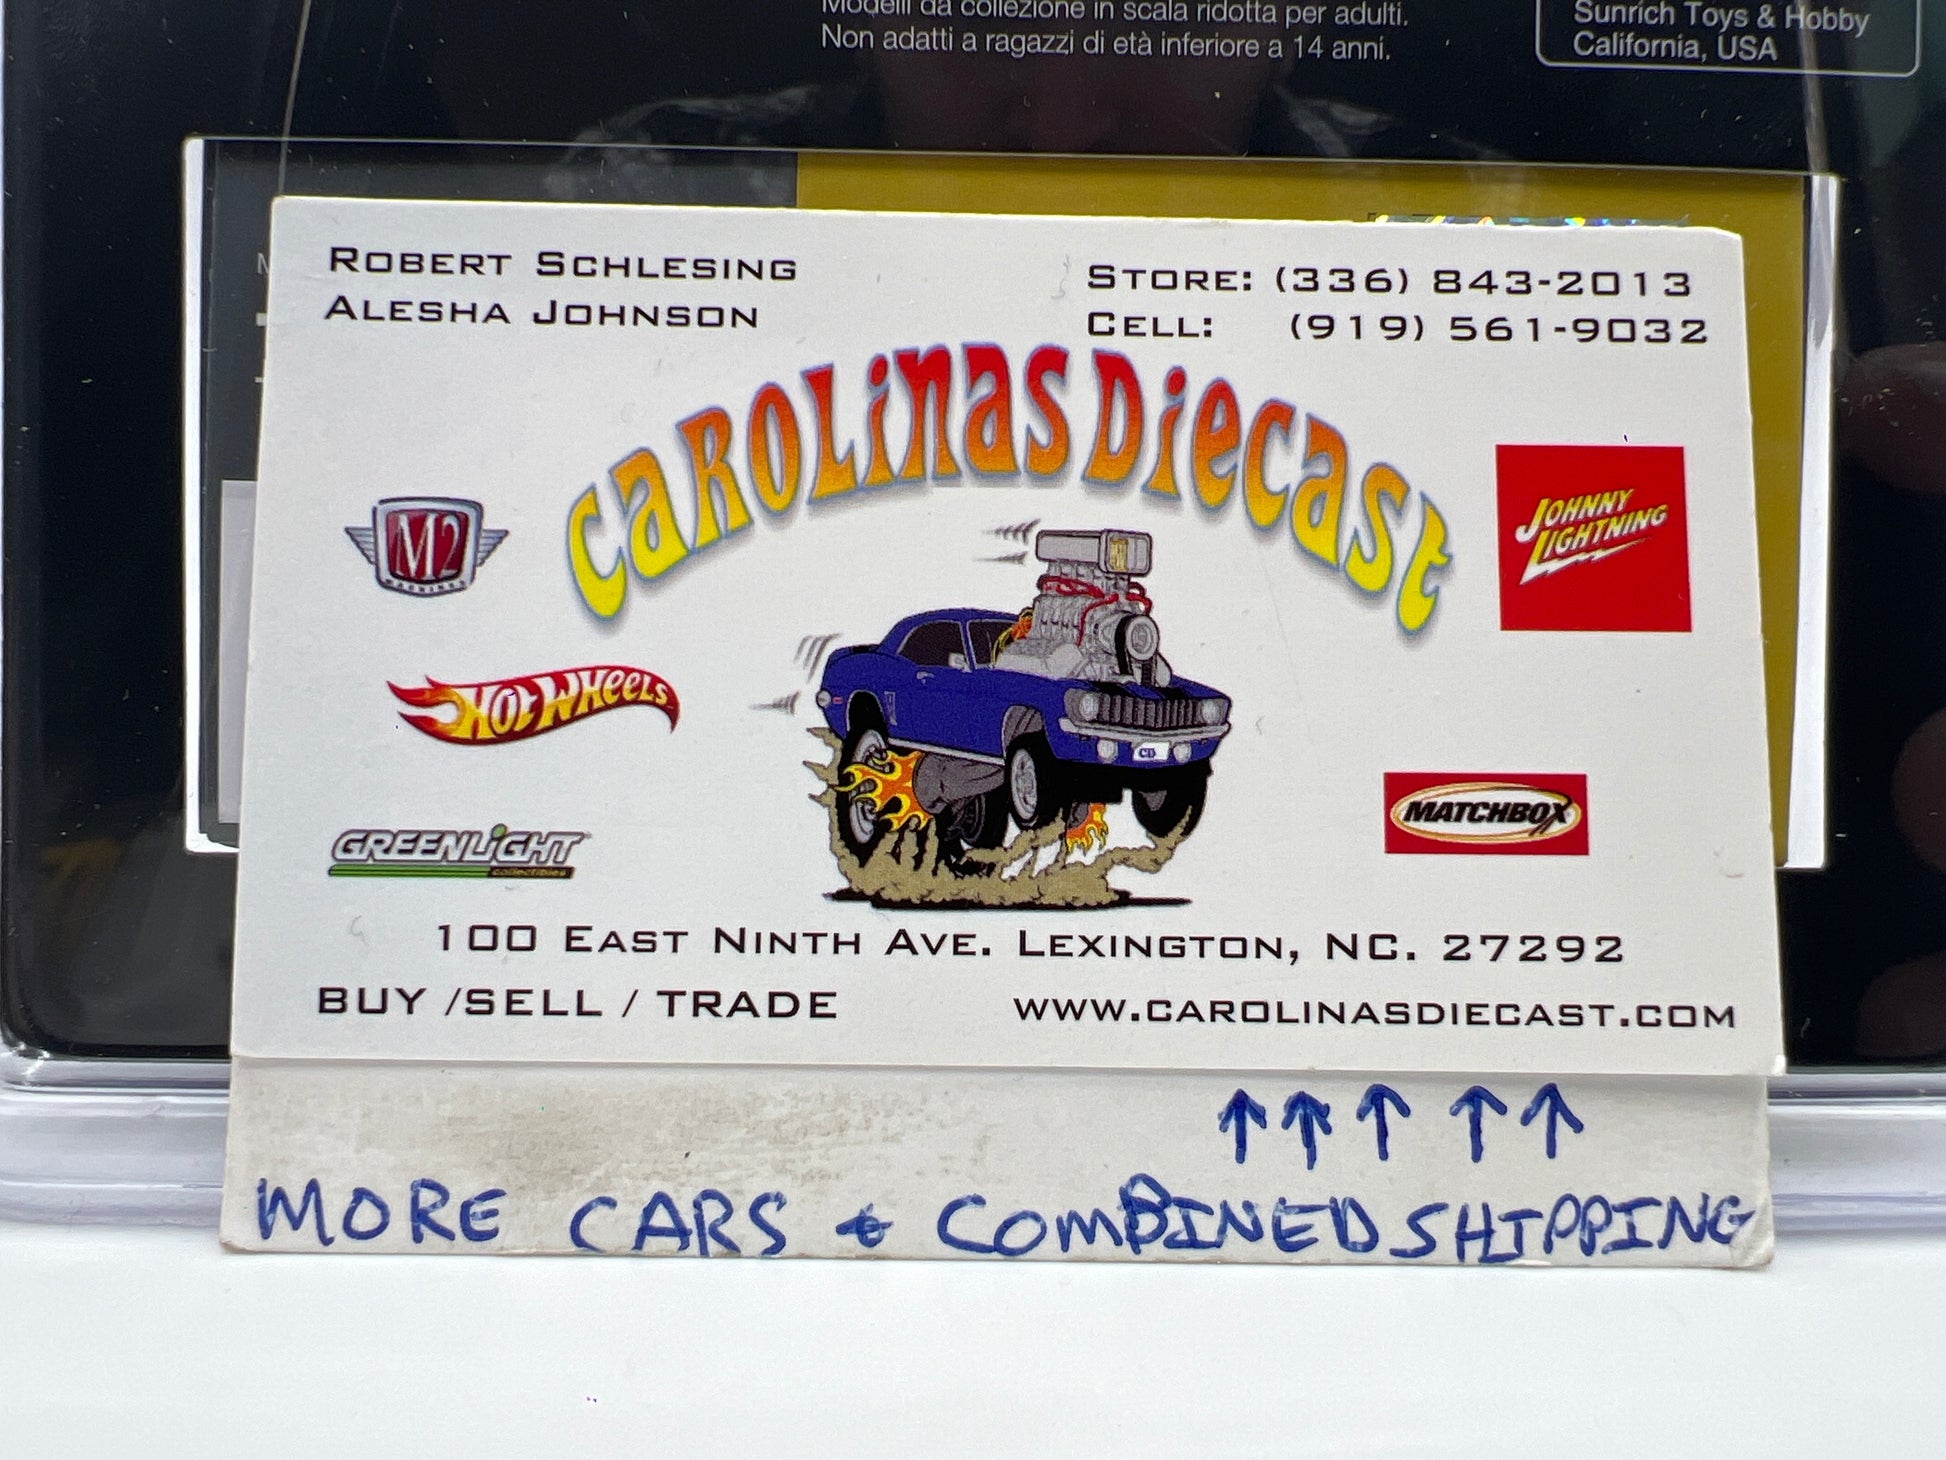 Modelli da collezione in scala ridotta per adulti.
Non adatti a ragazzi di età inferiore a 14 anni.
Sunrich Toys & Hobby
California, USA
ROBERT SCHLESING
ALESHA JOHNSON
STORE: (336) 843-2013
CELL: (919) 561-9032
CAROLINAS DIECAST
M2
MACHINES
JOHNNY
LIGHTNING
HOT WHEELS
CD
MATCHBOX
GREENLIGHT
collectibles
100 EAST NINTH AVE. LEXINGTON, NC. 27292
BUY /SELL / TRADE
WWW.CAROLINASDIECAST.COM
↑↑↑↑↑
MORE CARS & COMBINED SHIPPING